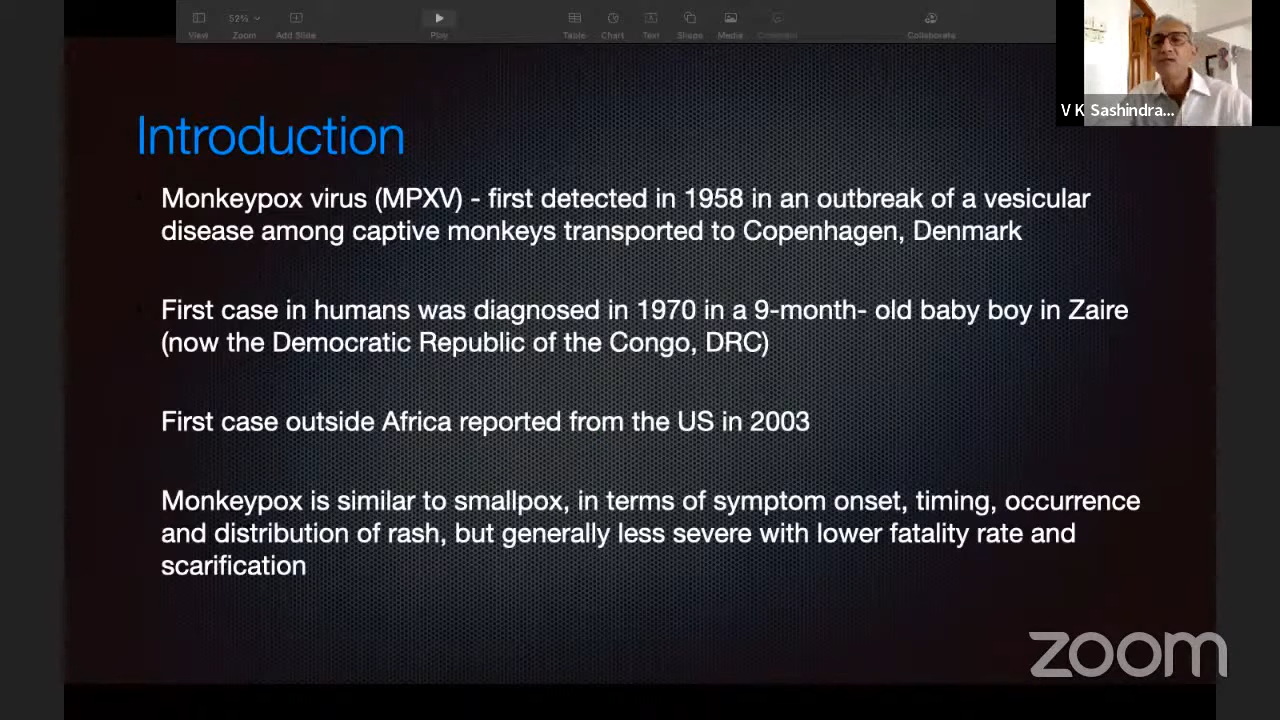 52%
View
Zoom
Add Slide
Play
Table
Chart
Text
Shape
Media
Comment
Collaborate
V K Sashindra...
Introduction
Monkeypox virus (MPXV) - first detected in 1958 in an outbreak of a vesicular
disease among captive monkeys transported to Copenhagen, Denmark
First case in humans was diagnosed in 1970 in a 9-month- old baby boy in Zaire
(now the Democratic Republic of the Congo, DRC)
First case outside Africa reported from the US in 2003
Monkeypox is similar to smallpox, in terms of symptom onset, timing, occurrence
and distribution of rash, but generally less severe with lower fatality rate and
scarification
zoom